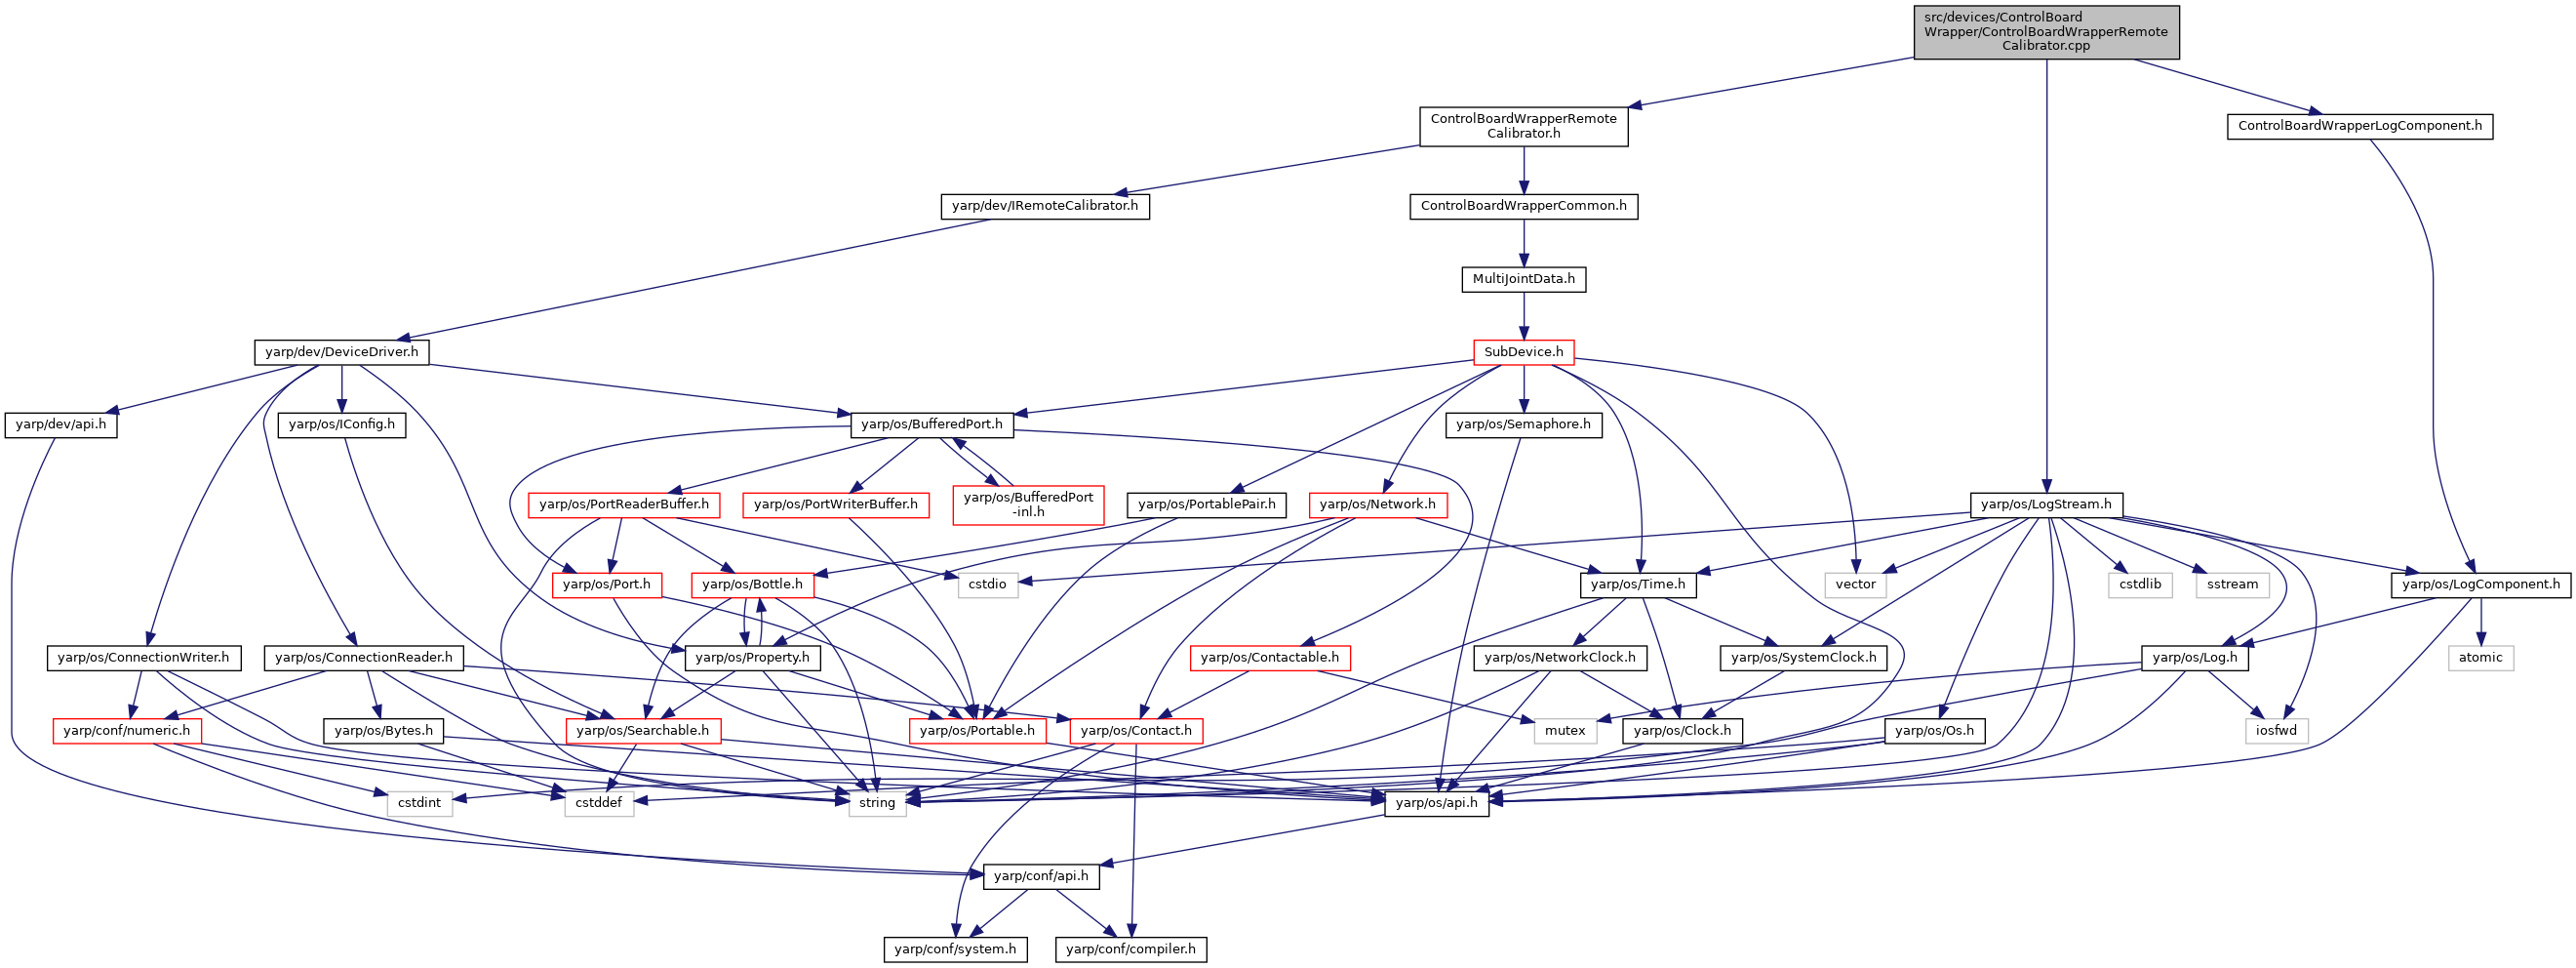 src/devices/ControlBoard
Wrapper/ControlBoardWrapperRemote
Calibrator.cpp
ControlBoardWrapperRemote
Calibrator.h
ControlBoardWrapperLogComponent.h
yarp/dev/IRemoteCalibrator.h
ControlBoardWrapperCommon.h
MultiJointData.h
yarp/dev/DeviceDriver.h
SubDevice.h
yarp/dev/api.h
yarp/os/IConfig.h
yarp/os/BufferedPort.h
yarp/os/Semaphore.h
yarp/os/PortReaderBuffer.h
yarp/os/PortWriterBuffer.h
yarp/os/BufferedPort
-inl.h
yarp/os/PortablePair.h
yarp/os/Network.h
yarp/os/LogStream.h
yarp/os/Port.h
yarp/os/Bottle.h
cstdio
yarp/os/Time.h
vector
cstdlib
sstream
yarp/os/LogComponent.h
yarp/os/ConnectionWriter.h
yarp/os/ConnectionReader.h
yarp/os/Property.h
yarp/os/Contactable.h
yarp/os/NetworkClock.h
yarp/os/SystemClock.h
yarp/os/Log.h
atomic
yarp/conf/numeric.h
yarp/os/Bytes.h
yarp/os/Searchable.h
yarp/os/Portable.h
yarp/os/Contact.h
mutex
yarp/os/Clock.h
yarp/os/Os.h
iosfwd
cstdint
cstddef
string
yarp/os/api.h
yarp/conf/api.h
yarp/conf/system.h
yarp/conf/compiler.h